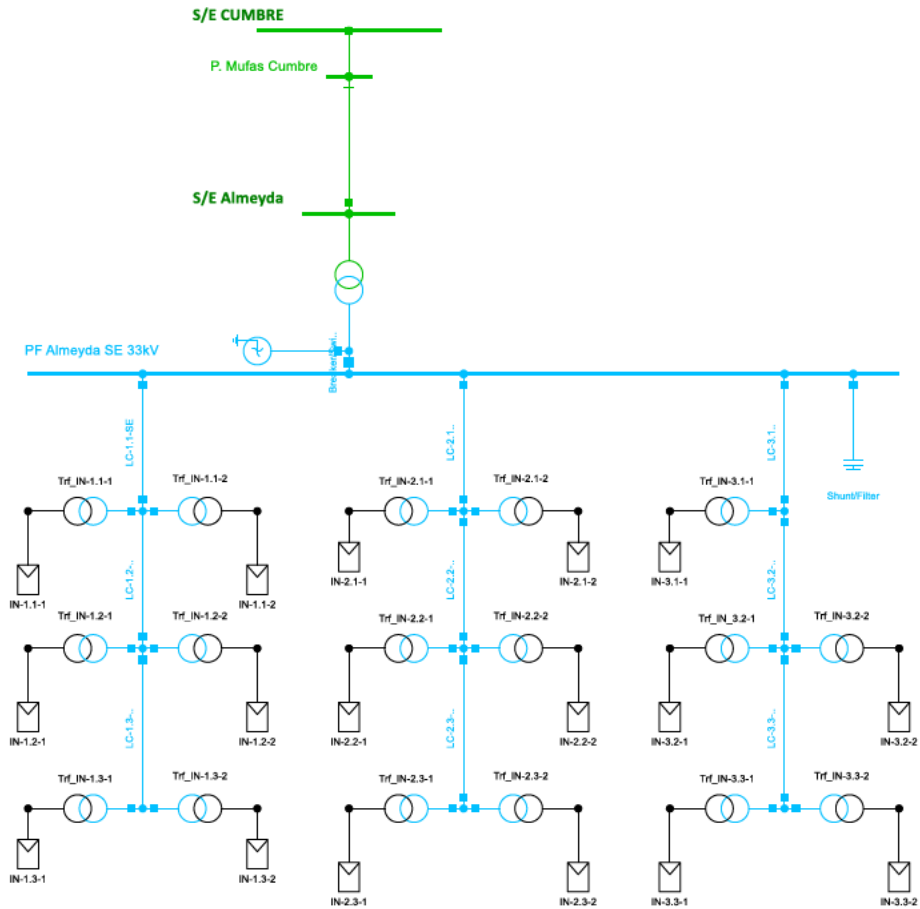 S/E CUMBRE
P. Mufas Cumbre
S/E Almeyda
PF Almeyda SE 33kV
LC-1.1-SE
LC-2.1..
LC-3.1..
Shunt/Filter
Trf_IN-1.1-1
Trf_IN-1.1-2
Trf_IN-2.1-1
Trf_IN-2.1-2
Trf_IN-3.1-1
IN-1.1-1
IN-1.1-2
IN-2.1-1
IN-2.1-2
IN-3.1-1
LC-1.2-..
LC-2.2-..
LC-3.2-..
Trf_IN-1.2-1
Trf_IN-1.2-2
Trf_IN-2.2-1
Trf_IN-2.2-2
Trf_IN_3.2-1
Trf_IN-3.2-2
IN-1.2-1
IN-1.2-2
IN-2.2-1
IN-2.2-2
IN-3.2-1
IN-3.2-2
LC-1.3-..
LC-2.3-..
LC-3.3-..
Trf_IN-1.3-1
Trf_IN-1.3-2
Trf_IN-2.3-1
Trf_IN-2.3-2
Trf_IN-3.3-1
Trf_IN-3.3-2
IN-1.3-1
IN-1.3-2
IN-2.3-1
IN-2.3-2
IN-3.3-1
IN-3.3-2